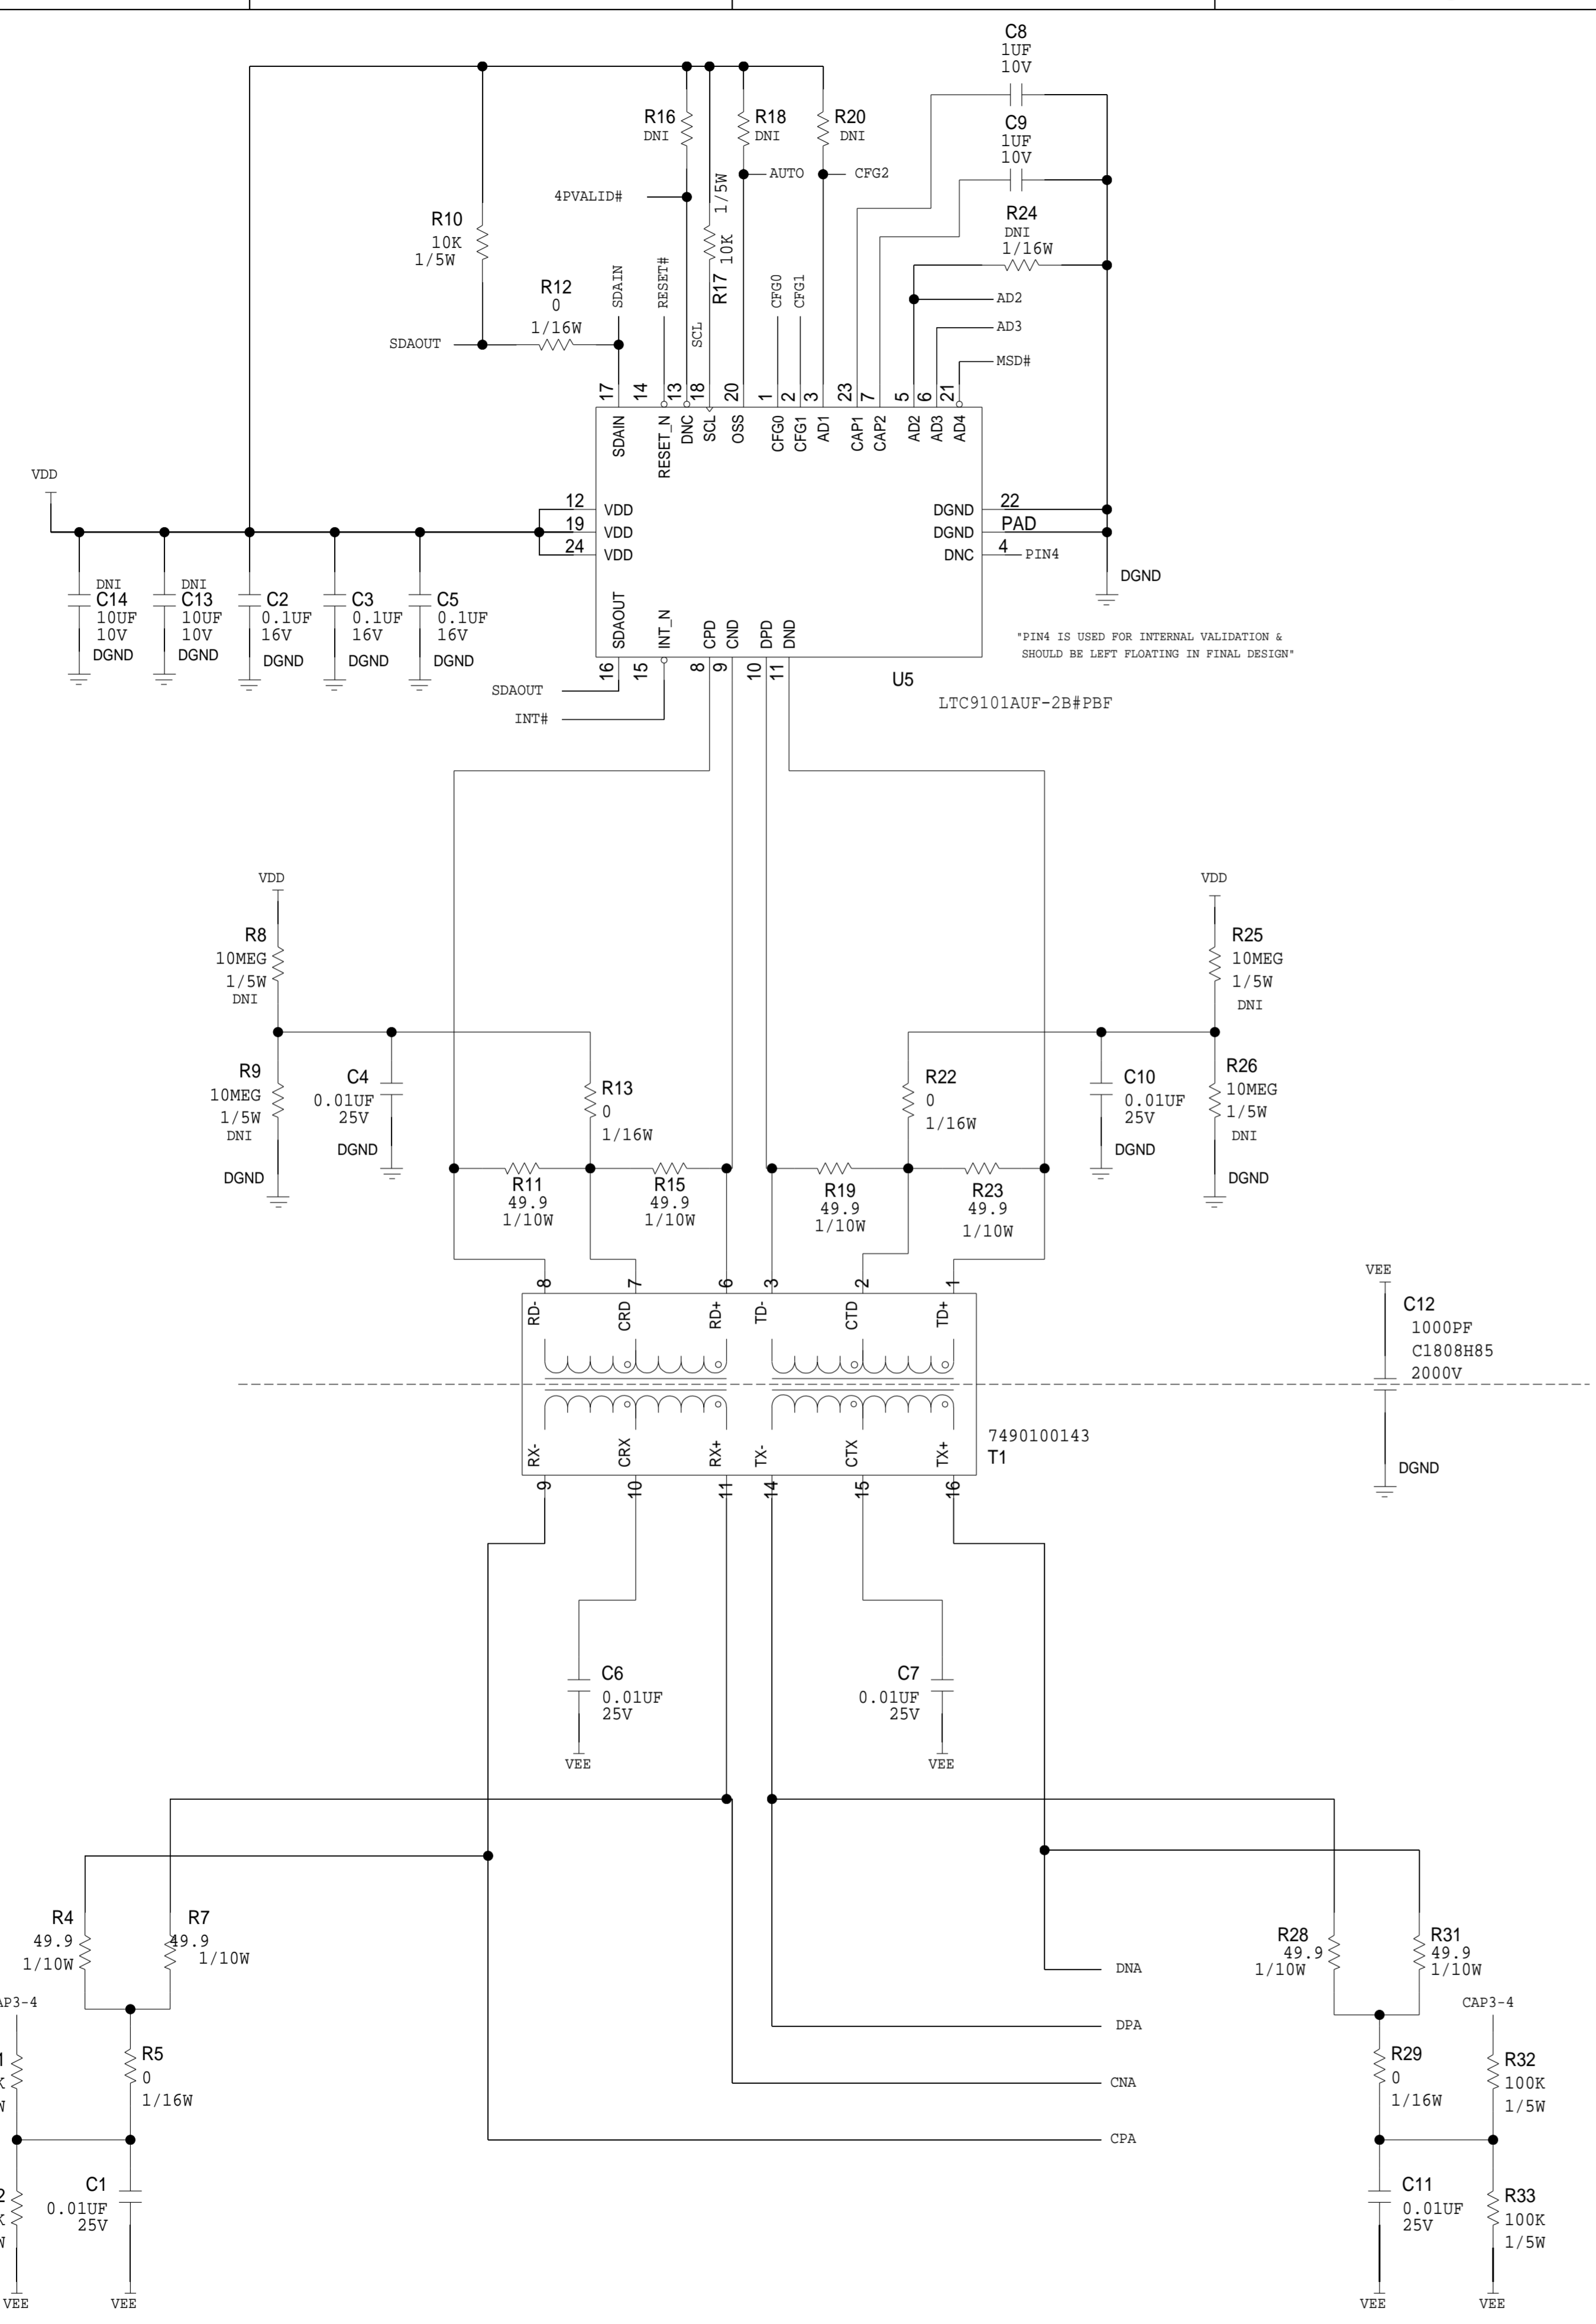 C8
1UF
10V
R16
DNI
R18
DNI
R20
DNI
C9
1UF
10V
AUTO
CFG2
4PVALID#
1/5W
10K
R17
R10
10K
1/5W
R24
DNI
1/16W
R12
0
1/16W
SDAIN
RESET#
SCL
CFG0
CFG1
AD2
AD3
MSD#
SDAOUT
17
14
13
18
20
1
2
3
23
7
5
6
21
SDAIN
RESET_N
DNC
SCL
OSS
CFG0
CFG1
AD1
CAP1
CAP2
AD2
AD3
AD4
VDD
12
VDD
19
VDD
24
VDD
DGND
22
DGND
PAD
DNC
4
PIN4
DGND
DNI
C14
10UF
10V
DGND
DNI
C13
10UF
10V
DGND
C2
0.1UF
16V
DGND
C3
0.1UF
16V
DGND
C5
0.1UF
16V
DGND
SDAOUT
INT_N
CPD
CND
DPD
DND
16
15
8
9
10
11
"PIN4 IS USED FOR INTERNAL VALIDATION &
SHOULD BE LEFT FLOATING IN FINAL DESIGN"
U5
LTC9101AUF-2B#PBF
SDAOUT
INT#
VDD
R8
10MEG
1/5W
DNI
VDD
R25
10MEG
1/5W
DNI
R9
10MEG
1/5W
DNI
DGND
C4
0.01UF
25V
DGND
R13
0
1/16W
R22
0
1/16W
C10
0.01UF
25V
DGND
R26
10MEG
1/5W
DNI
DGND
R11
49.9
1/10W
R15
49.9
1/10W
R19
49.9
1/10W
R23
49.9
1/10W
8
7
6
3
2
1
RD-
CRD
RD+
TD-
CTD
TD+
VEE
C12
1000PF
C1808H85
2000V
DGND
RX-
CRX
RX+
TX-
CTX
TX+
7490100143
T1
9
10
11
14
15
16
C6
0.01UF
25V
VEE
C7
0.01UF
25V
VEE
R4
49.9
1/10W
R7
49.9
1/10W
R28
49.9
1/10W
R31
49.9
1/10W
DNA
DPA
CNA
CPA
AP3-4
CAP3-4
1
K
W
R5
0
1/16W
R29
0
1/16W
R32
100K
1/5W
2
K
W
C1
0.01UF
25V
C11
0.01UF
25V
R33
100K
1/5W
VEE
VEE
VEE
VEE